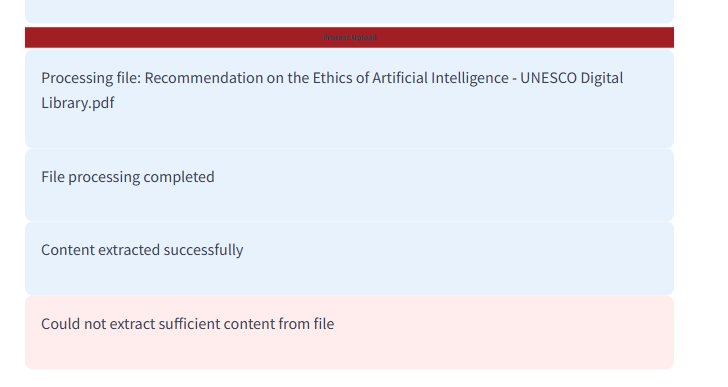 Processing file: Recommendation on the Ethics of Artificial Intelligence - UNESCO Digital
Library.pdf
File processing completed
Content extracted successfully
Could not extract sufficient content from file